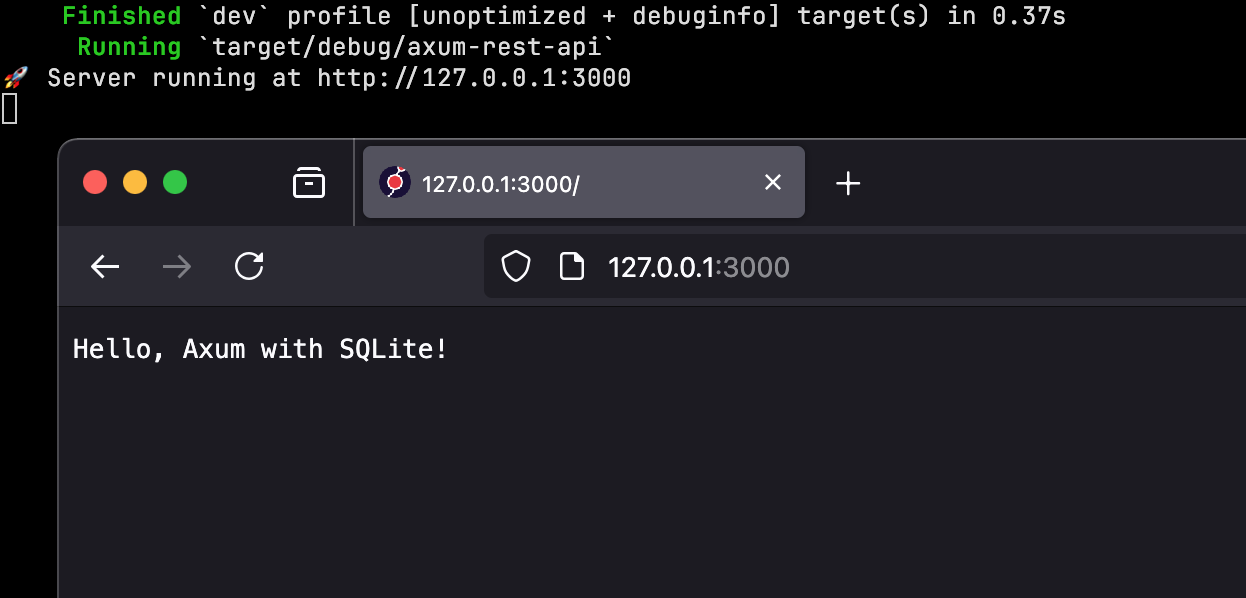 Finished `dev` profile [unoptimized + debuginfo] target(s) in 0.37s
Running `target/debug/axum-rest-api`
🚀 Server running at http://127.0.0.1:3000
127.0.0.1:3000/
127.0.0.1:3000
Hello, Axum with SQLite!